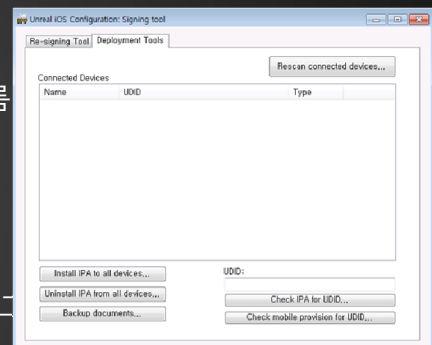 Unreal iOS Configuration: Signing tool
Re-signing Tool Deployment Tools
Rescan connected devices...
Connected Devices
Name UDID Type
Install IPA to all devices...
UDID:
Uninstall IPA from all devices...
Check IPA for UDID...
Backup documents...
Check mobile provision for UDID...